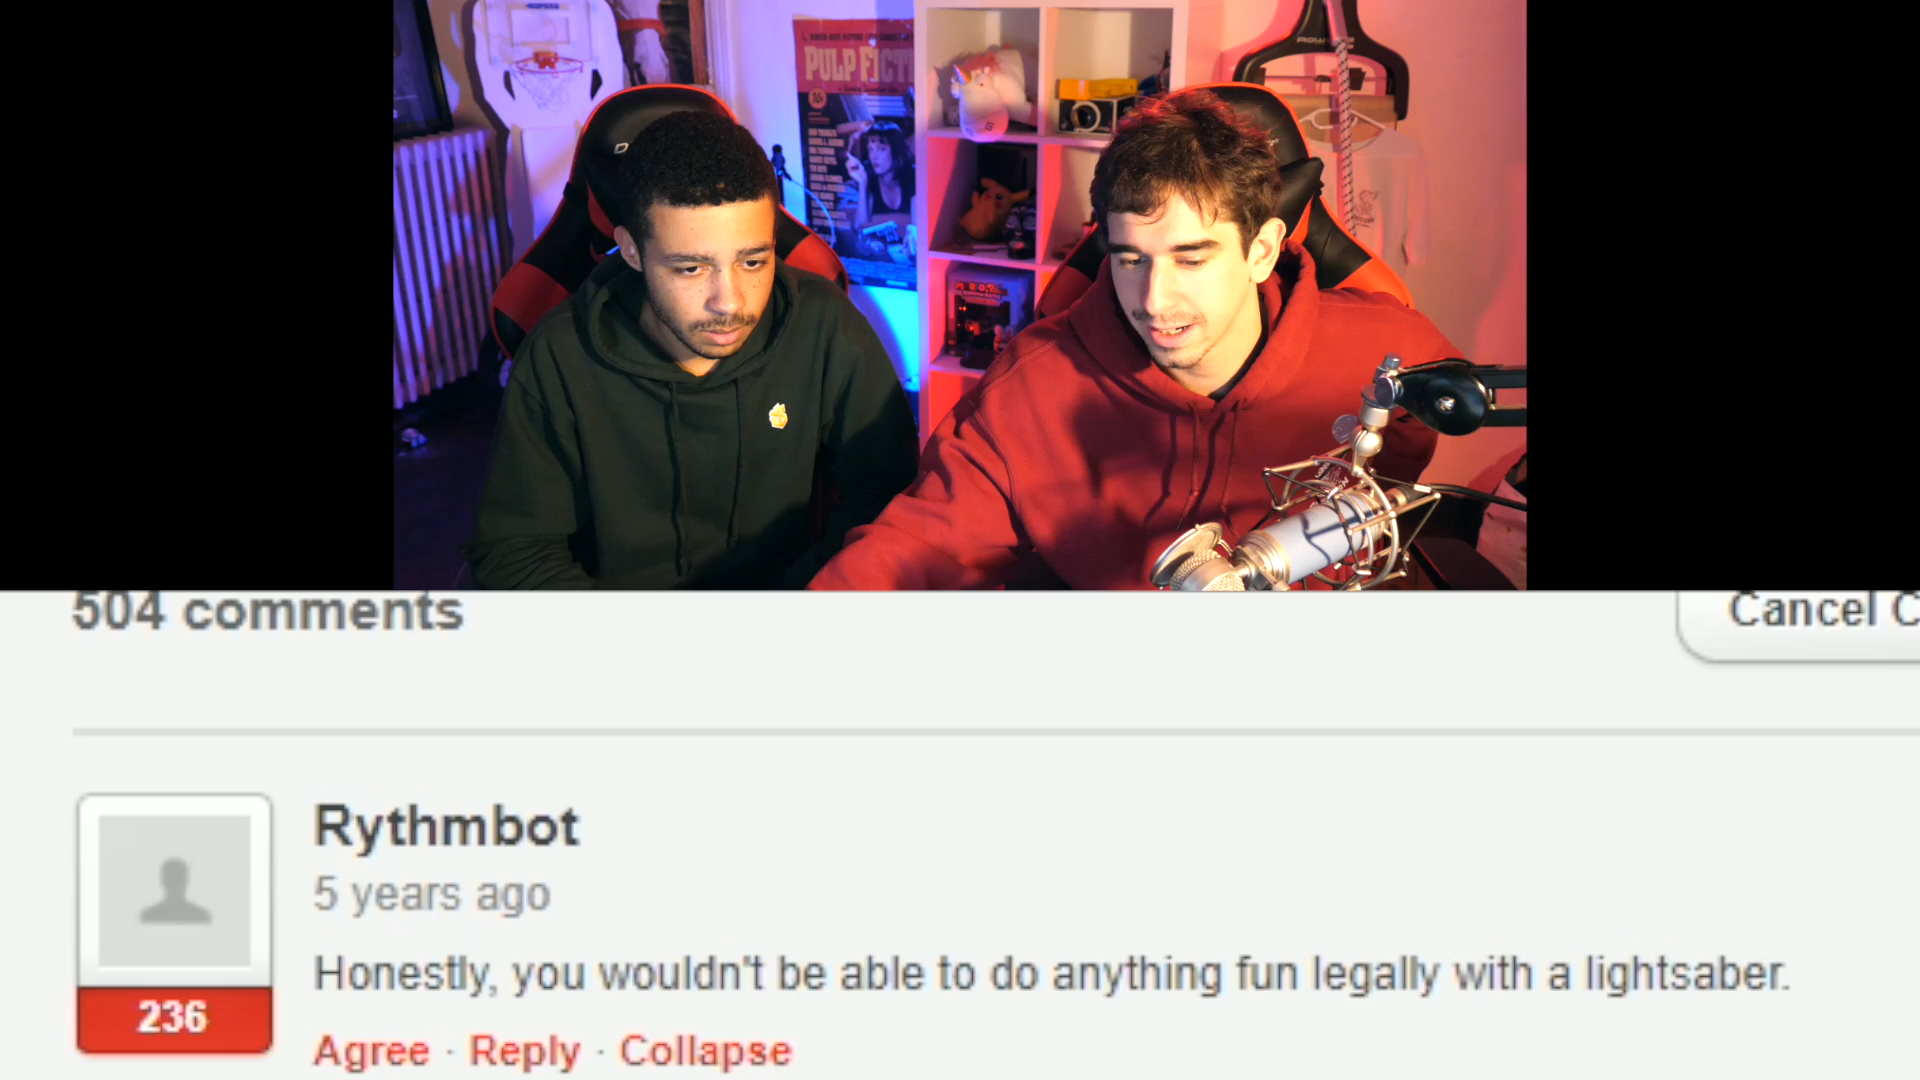 PULP FICTI
504 comments
Cancel C
Rythmbot
5 years ago
Honestly, you wouldn't be able to do anything fun legally with a lightsaber.
236
Agree · Reply · Collapse